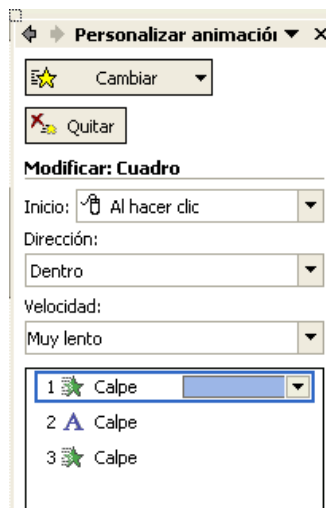 Personalizar animación
Cambiar
Quitar
Modificar: Cuadro
Inicio: Al hacer clic
Dirección:
Dentro
Velocidad:
Muy lento
1 Calpe
2 A Calpe
3 Calpe